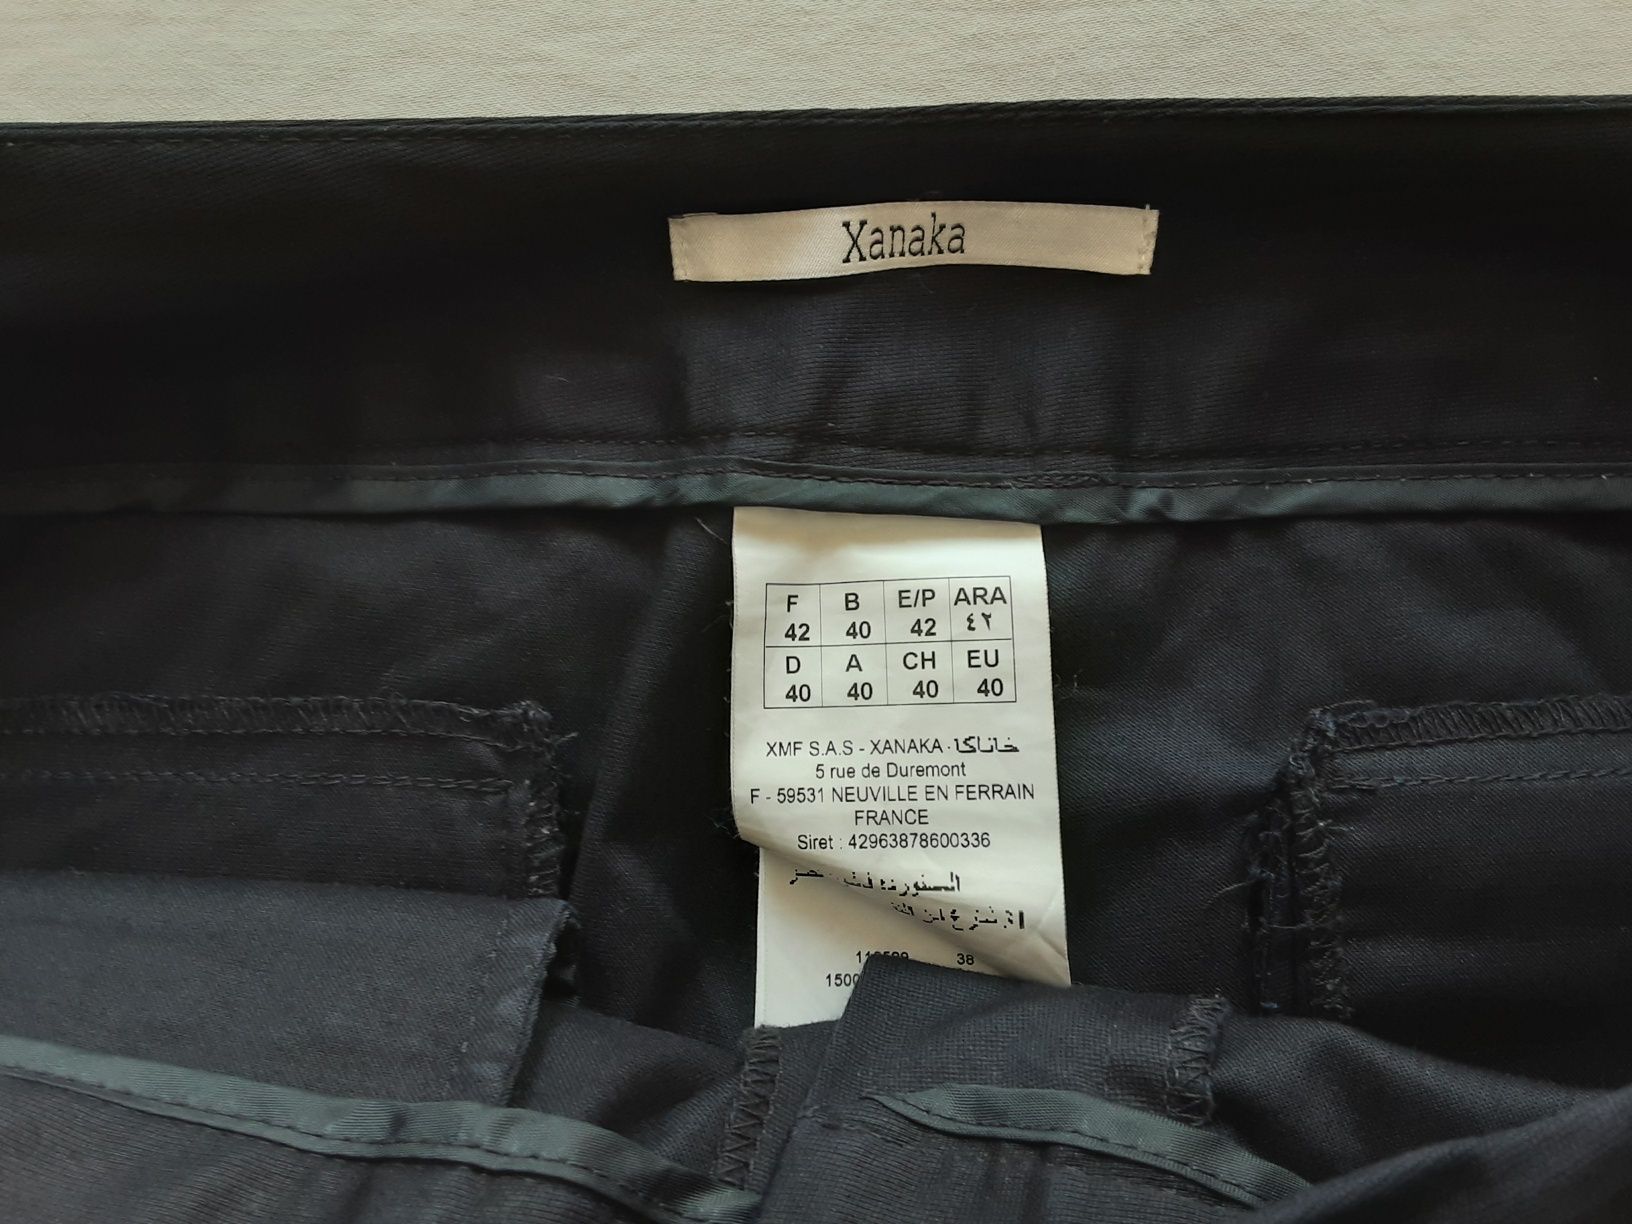 Xanaka
F B E/P ARA
42 40 42 ٤٢
D A CH EU
40 40 40 40
XMF S.A.S - XANAKA - خاناكا
5 rue de Duremont
F - 59531 NEUVILLE EN FERRAIN
FRANCE
Siret : 42963878600336
38